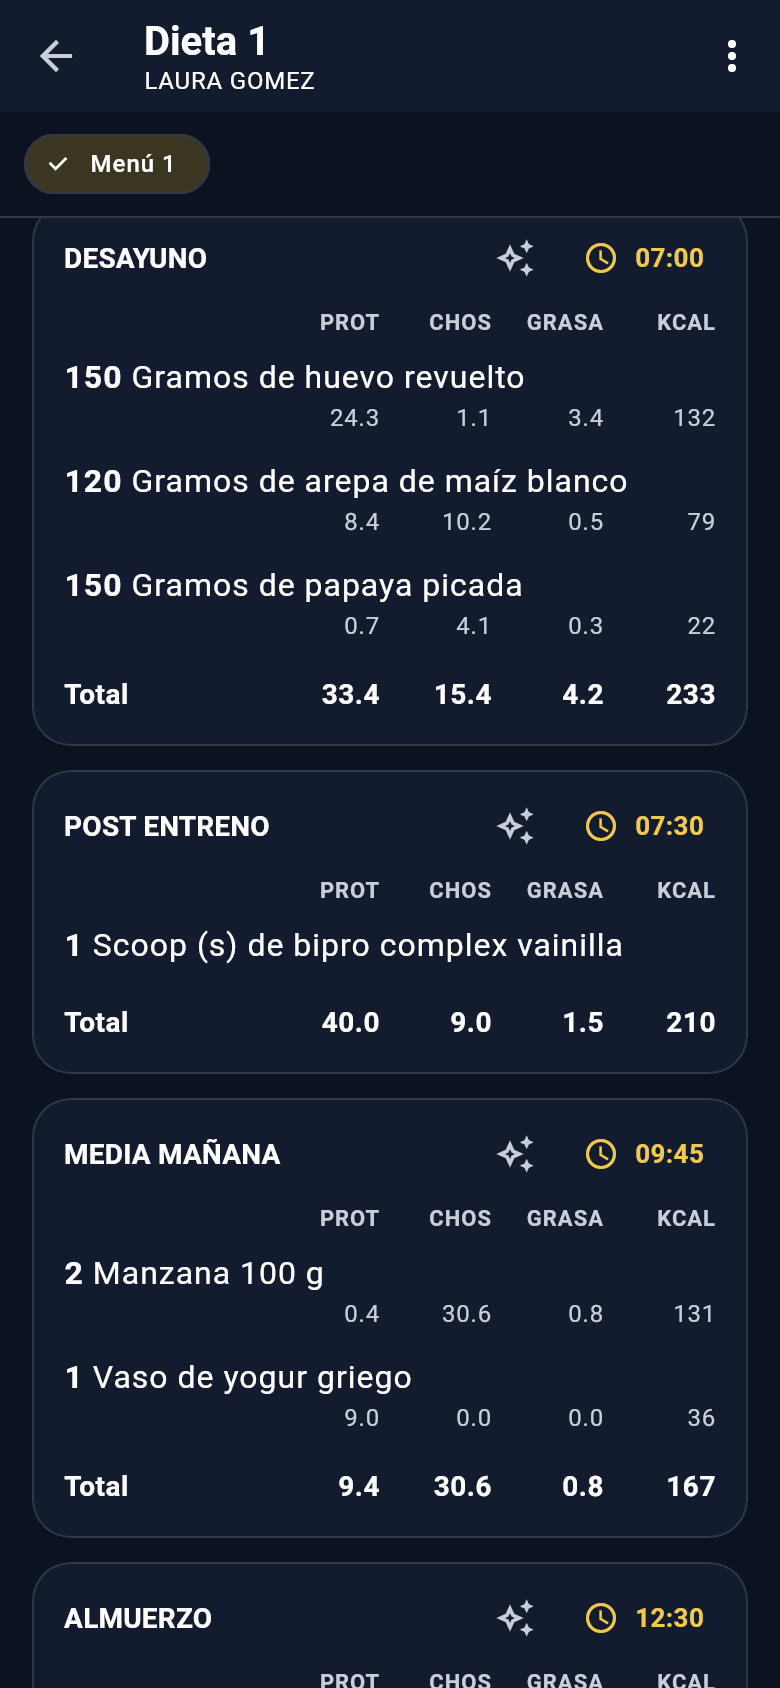 Dieta 1
LAURA GOMEZ
Menú 1
DESAYUNO 07:00
PROT CHOS GRASA KCAL
150 Gramos de huevo revuelto
24.3 1.1 3.4 132
120 Gramos de arepa de maíz blanco
8.4 10.2 0.5 79
150 Gramos de papaya picada
0.7 4.1 0.3 22
Total 33.4 15.4 4.2 233
POST ENTRENO 07:30
PROT CHOS GRASA KCAL
1 Scoop (s) de bipro complex vainilla
Total 40.0 9.0 1.5 210
MEDIA MAÑANA 09:45
PROT CHOS GRASA KCAL
2 Manzana 100 g
0.4 30.6 0.8 131
1 Vaso de yogur griego
9.0 0.0 0.0 36
Total 9.4 30.6 0.8 167
ALMUERZO 12:30
PROT CHOS GRASA KCAL